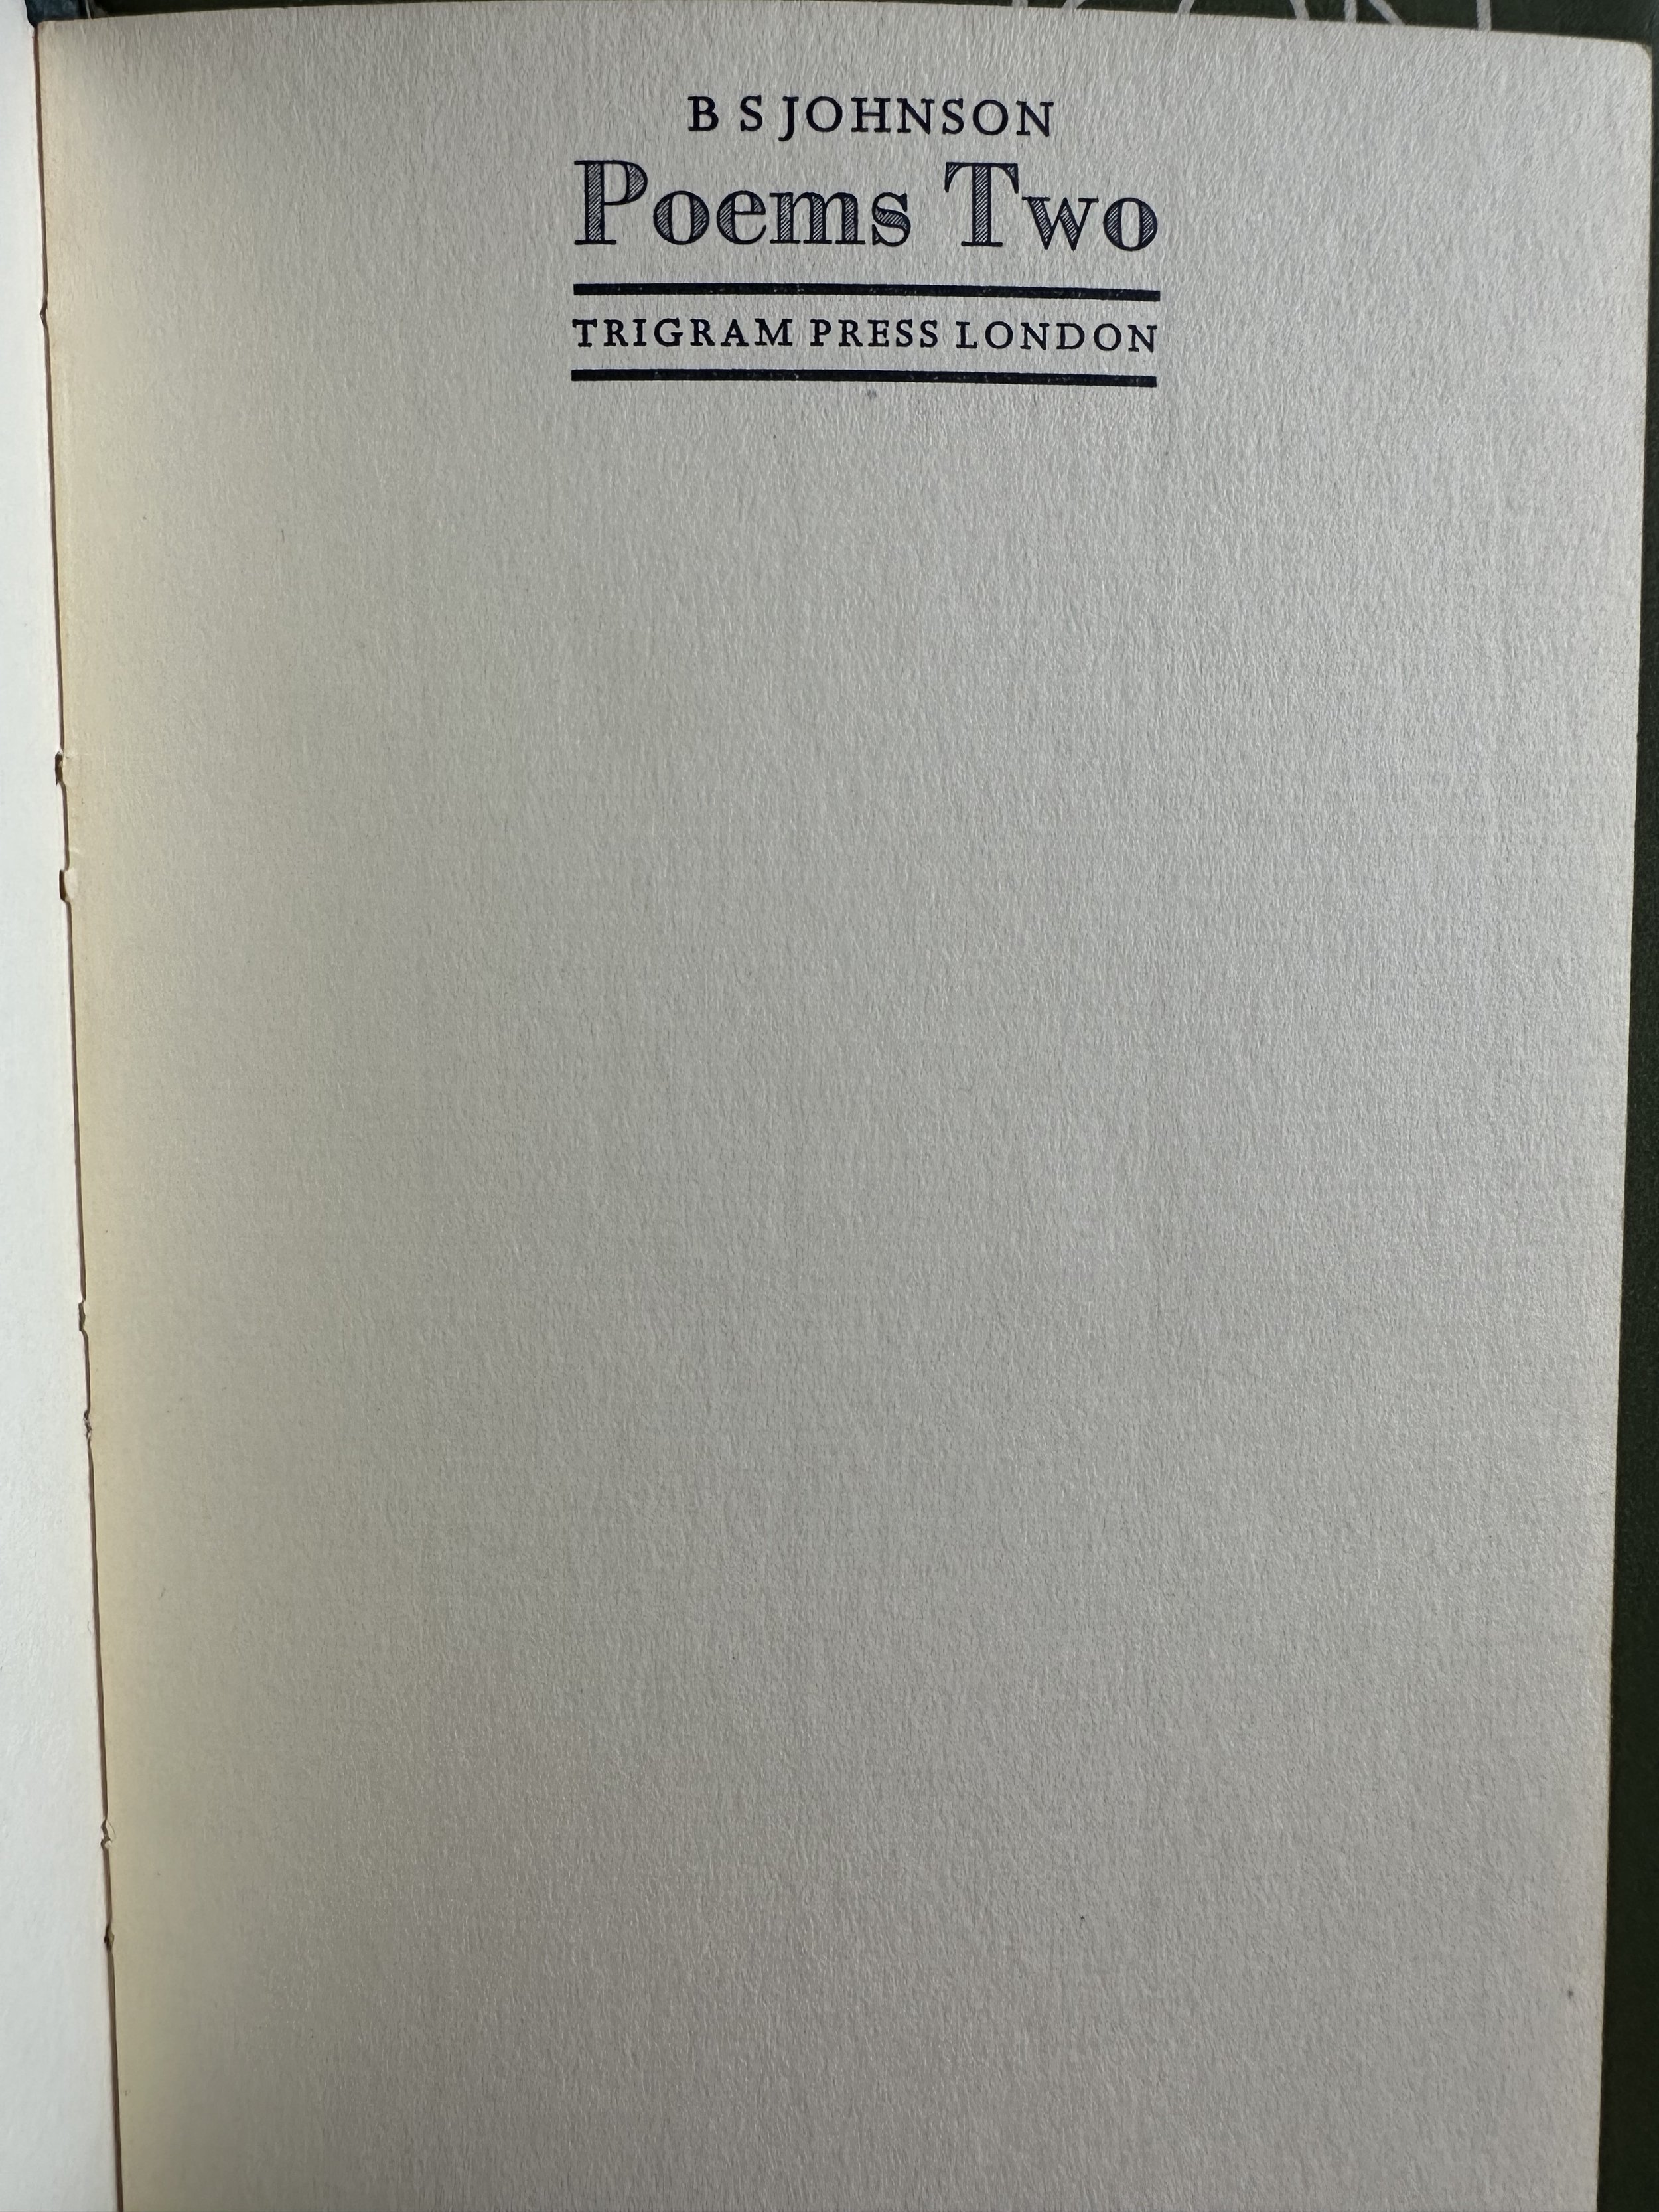 B S JOHNSON
Poems Two
TRIGRAM PRESS LONDON